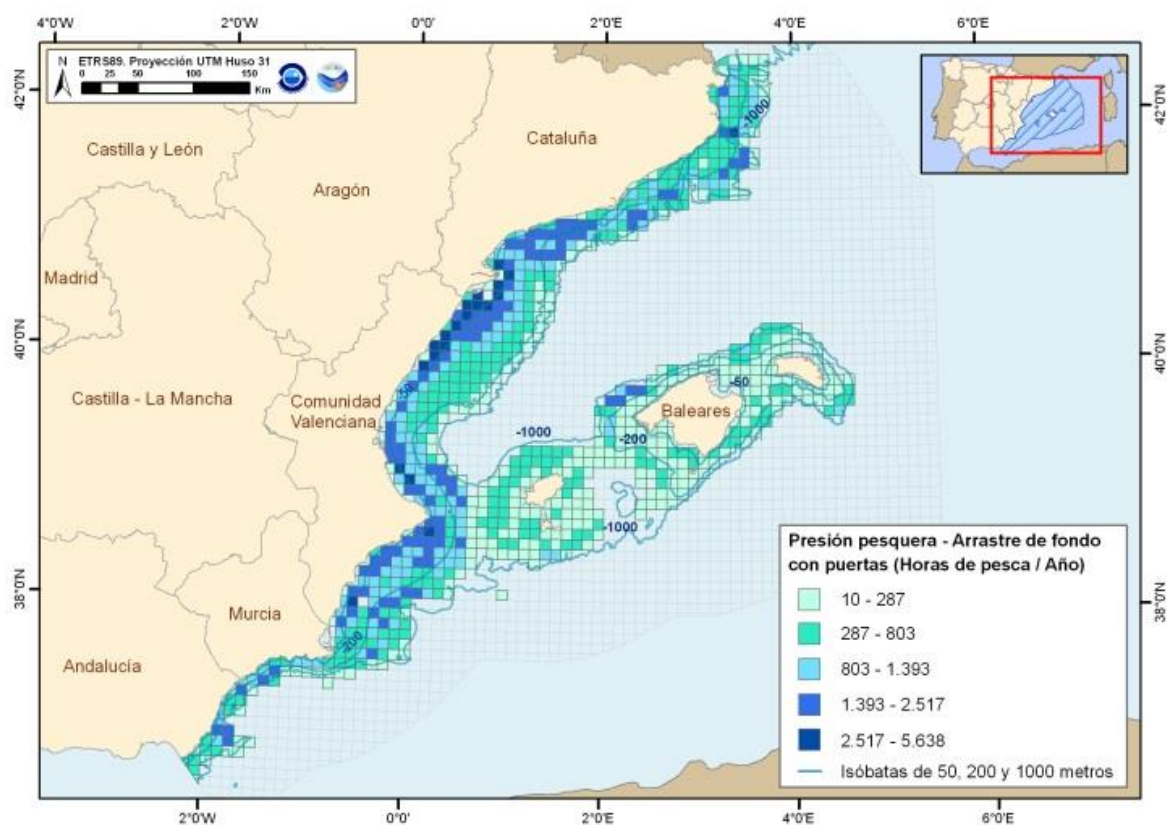 4°0'W 2°0'W 0° 2°0'E 4°0'E 6°0'E
N ETRS89. Proyección UTM Huso 31
0 25 50 100 150
Km
42°0'N
42°0'N
-1000
Cataluña
Castilla y León
Aragón
Madrid
40°0'N
40°0'N
-50
-50
Castilla - La Mancha
Comunidad
Valenciana
Baleares
-1000
-200
-1000
Presión pesquera - Arrastre de fondo
con puertas (Horas de pesca / Año)
10 - 287
287 - 803
803 - 1.393
1.393 - 2.517
2.517 - 5.638
Isóbatas de 50, 200 y 1000 metros
38°0'N
38°0'N
Murcia
-200
Andalucía
2°0'W 0°0' 2°0'E 4°0'E 6°0'E